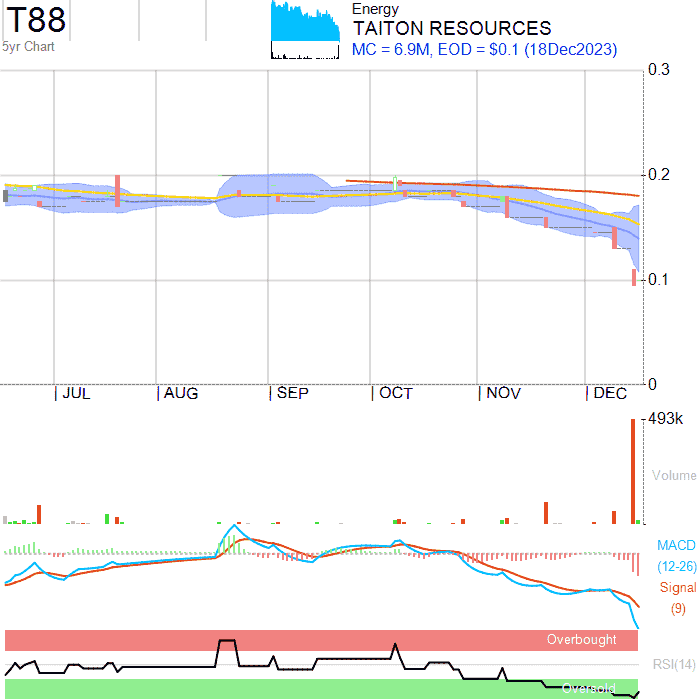 T88
5yr Chart
Energy
TAITON RESOURCES
MC = 6.9M, EOD = $0.1 (18Dec2023)
0.3
0.2
0.1
0
JUL AUG SEP OCT NOV DEC
493k
Volume
MACD
(12-26)
Signal
(9)
Overbought
RSI(14)
Oversold